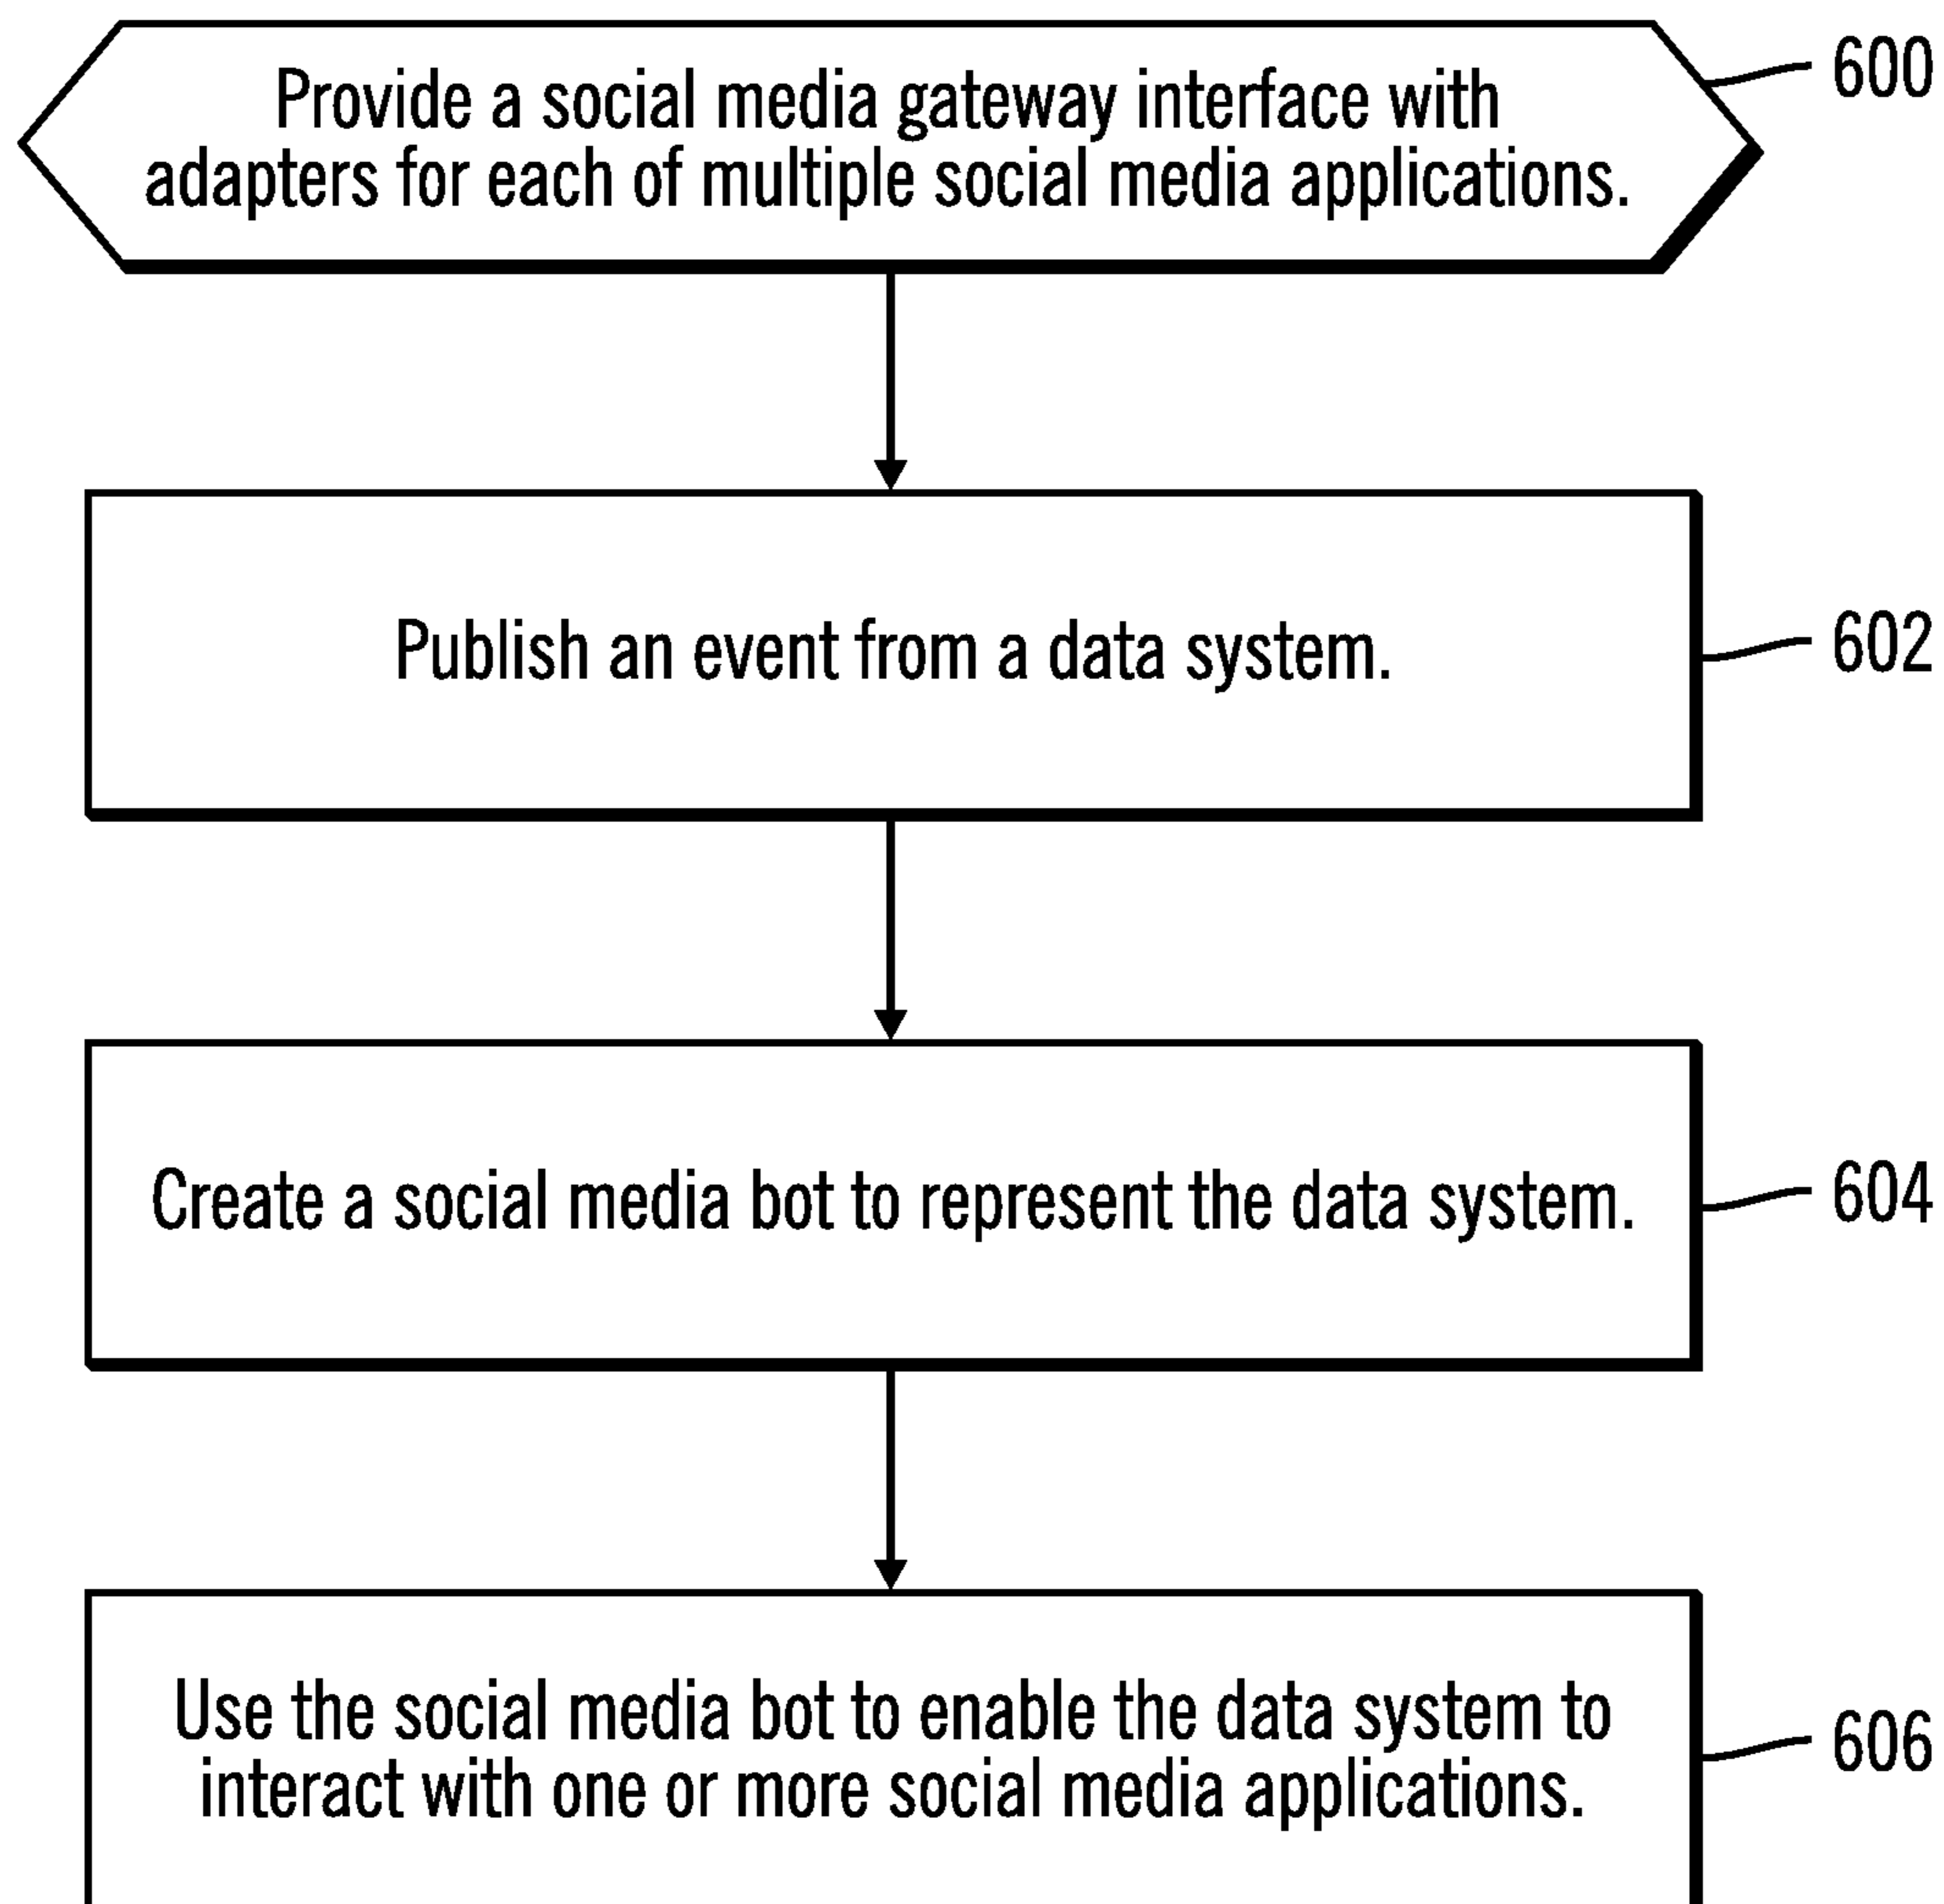 Provide a social media gateway interface with
adapters for each of multiple social media applications.
600
Publish an event from a data system.
602
Create a social media bot to represent the data system.
604
Use the social media bot to enable the data system to
interact with one or more social media applications.
606